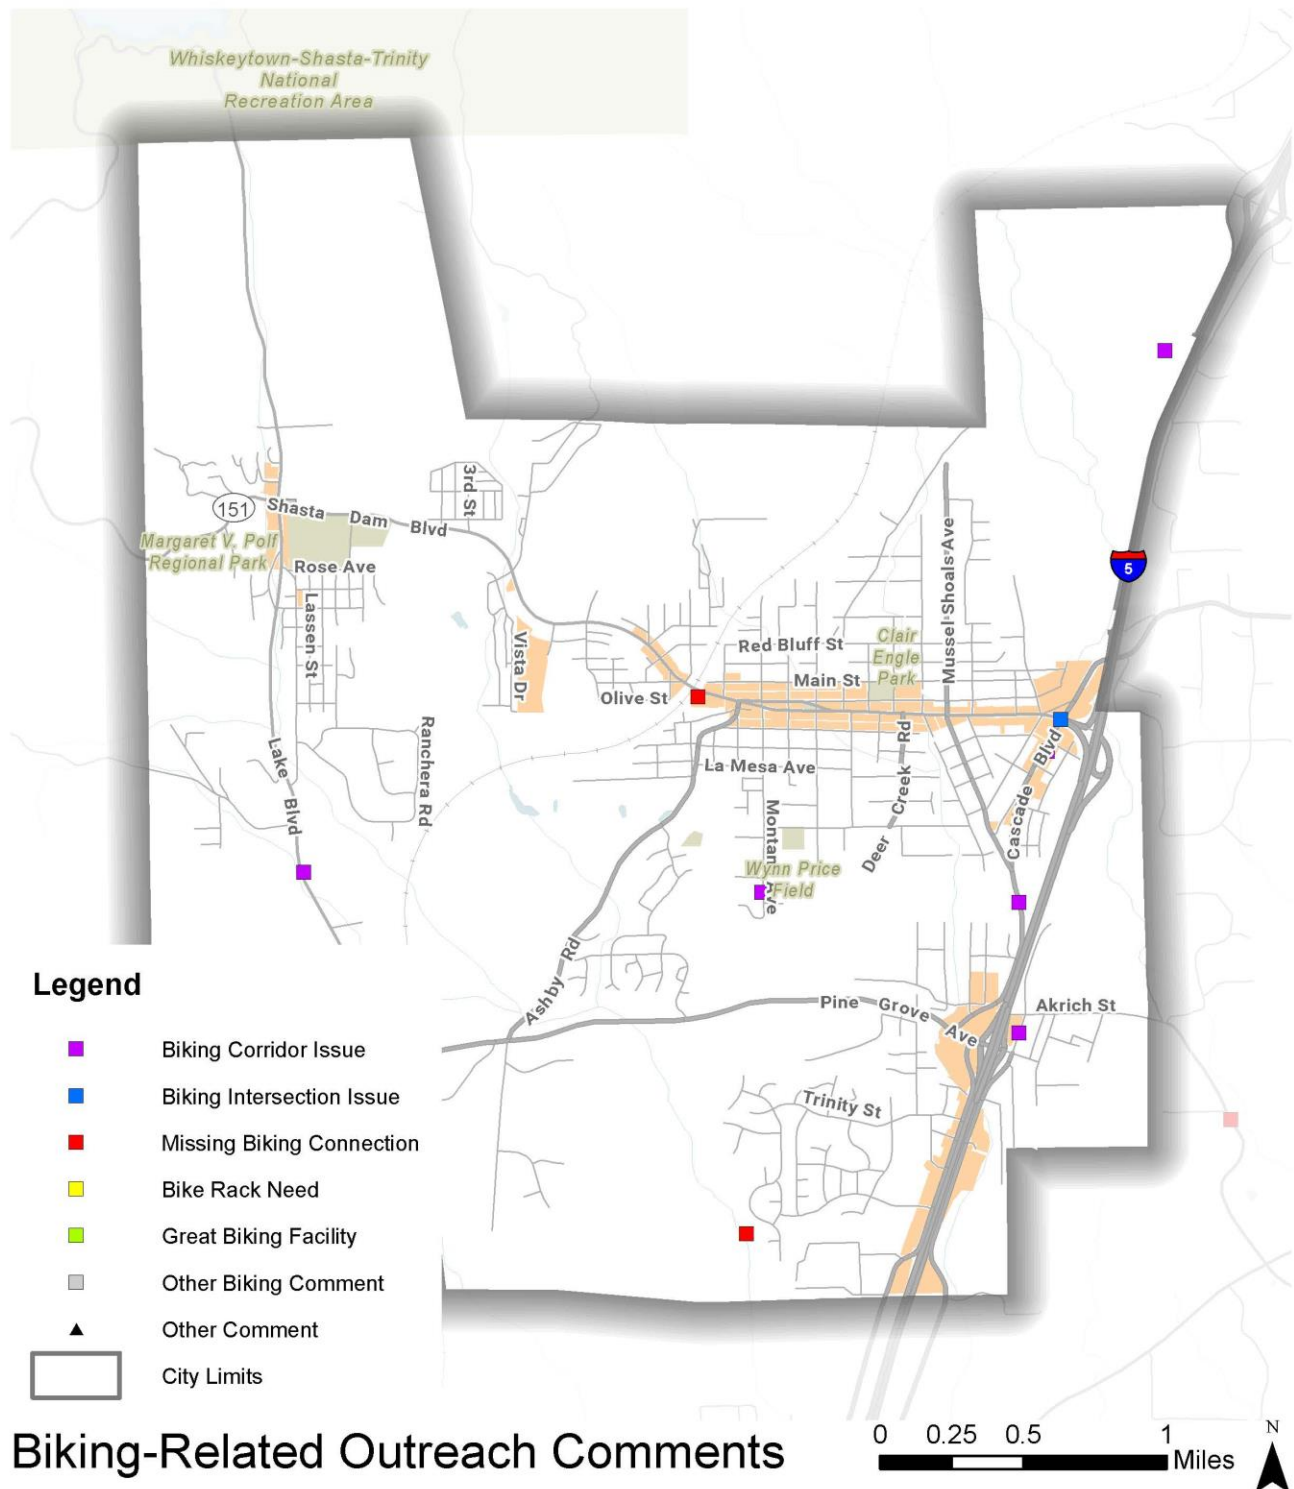 Whiskeytown-Shasta-Trinity
National
Recreation Area
3rd St
151
Shasta Dam Blvd
Margaret V. Polf
Regional Park
Rose Ave
Lassen St
5
Mussel Shoals Ave
Red Bluff St
Clair
Engle
Park
Vista Dr
Main St
Olive St
Ranchera Rd
Lake Blvd
La Mesa Ave
Deer Creek Rd
Cascade Blvd
Wynn Price
Field
Ashby Rd
Pine Grove Ave
Akrich St
Trinity St
Legend
Biking Corridor Issue
Biking Intersection Issue
Missing Biking Connection
Bike Rack Need
Great Biking Facility
Other Biking Comment
Other Comment
City Limits
Biking-Related Outreach Comments
0 0.25 0.5 1
Miles
N